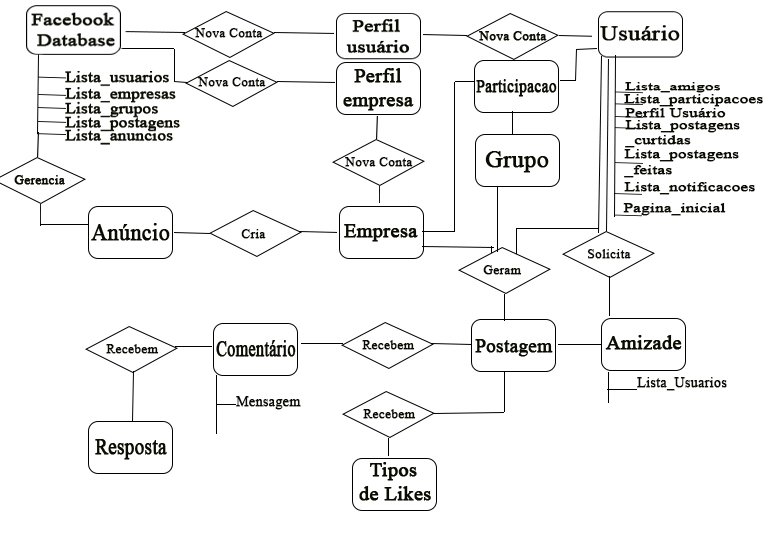 Facebook
Database
Nova Conta
Perfil
usuário
Nova Conta
Usuário
Nova Conta
Perfil
empresa
Participacao
Lista_usuarios
Lista_empresas
Lista_grupos
Lista_postagens
Lista_anuncios
Lista_amigos
Lista_participacoes
Perfil Usuário
Lista_postagens
_curtidas
Lista_postagens
_feitas
Lista_notificacoes
Pagina_inicial
Grupo
Nova Conta
Gerencia
Anúncio
Cria
Empresa
Geram
Solicita
Recebem
Comentário
Recebem
Postagem
Amizade
Lista_Usuarios
Mensagem
Recebem
Resposta
Tipos
de Likes